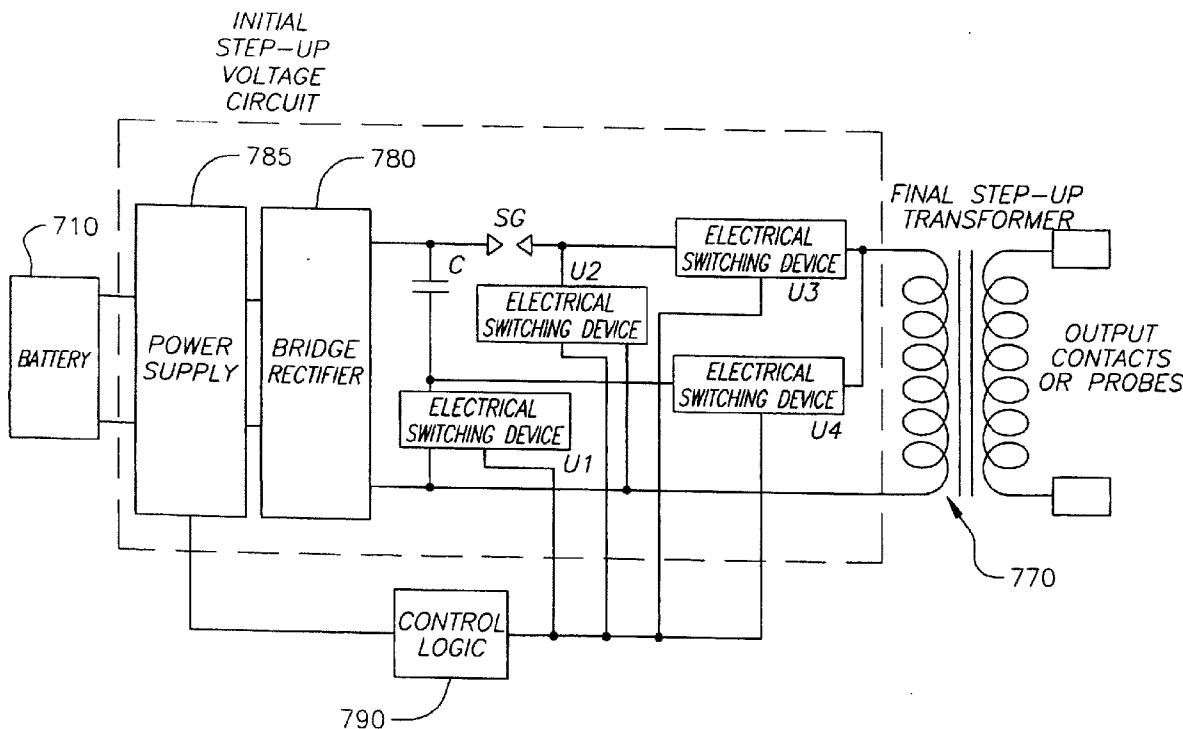 INITIAL
STEP-UP
VOLTAGE
CIRCUIT
785
780
710
BATTERY
POWER
SUPPLY
BRIDGE
RECTIFIER
C
SG
U2
ELECTRICAL
SWITCHING DEVICE
ELECTRICAL
SWITCHING DEVICE
U3
ELECTRICAL
SWITCHING DEVICE
U4
ELECTRICAL
SWITCHING DEVICE
U1
FINAL STEP-UP
TRANSFORMER
OUTPUT
CONTACTS
OR PROBES
770
CONTROL
LOGIC
790